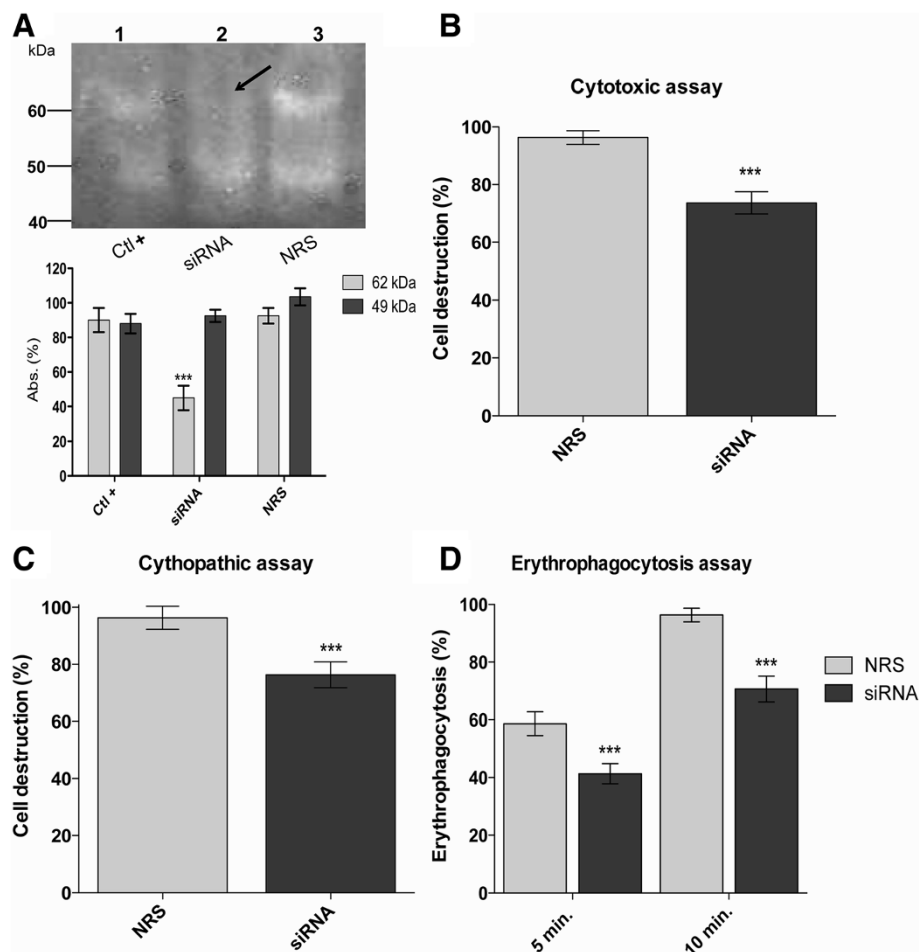 A
kDa
1 2 3
60
50
40
Ctl + siRNA NRS
120
100
80
60
40
20
0
Abs. (%)
***
62 kDa
49 kDa
Ctl + siRNA NRS
B
Cytotoxic assay
Cell destruction (%)
100
80
60
40
20
0
***
NRS siRNA
C
Cythopathic assay
Cell destruction (%)
100
80
60
40
20
0
***
NRS siRNA
D
Erythrophagocytosis assay
Erythrophagocytosis (%)
100
80
60
40
20
0
***
***
NRS
siRNA
5 min. 10 min.